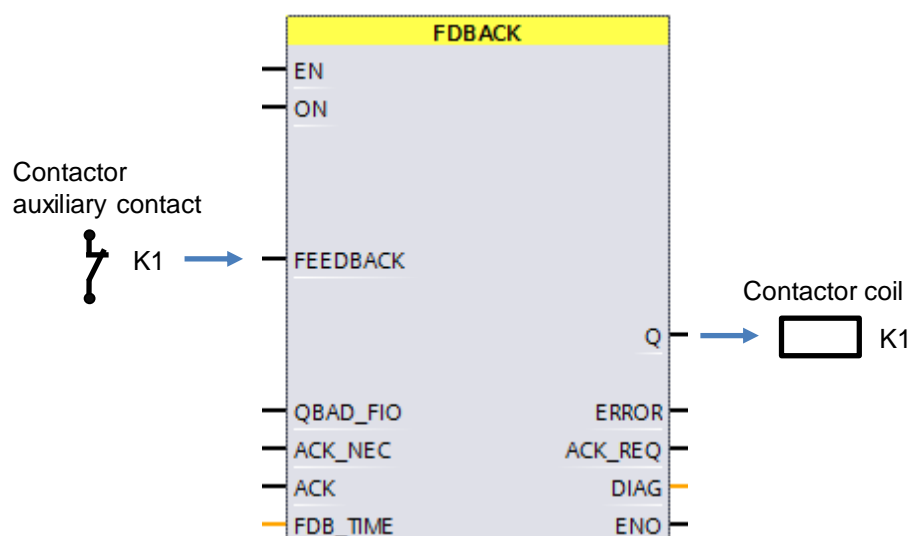 FDBACK
EN
ON
Contactor
auxiliary contact
K1
FEEDBACK
Contactor coil
Q
K1
QBAD_FIO
ERROR
ACK_NEC
ACK_REQ
ACK
DIAG
FDB_TIME
ENO